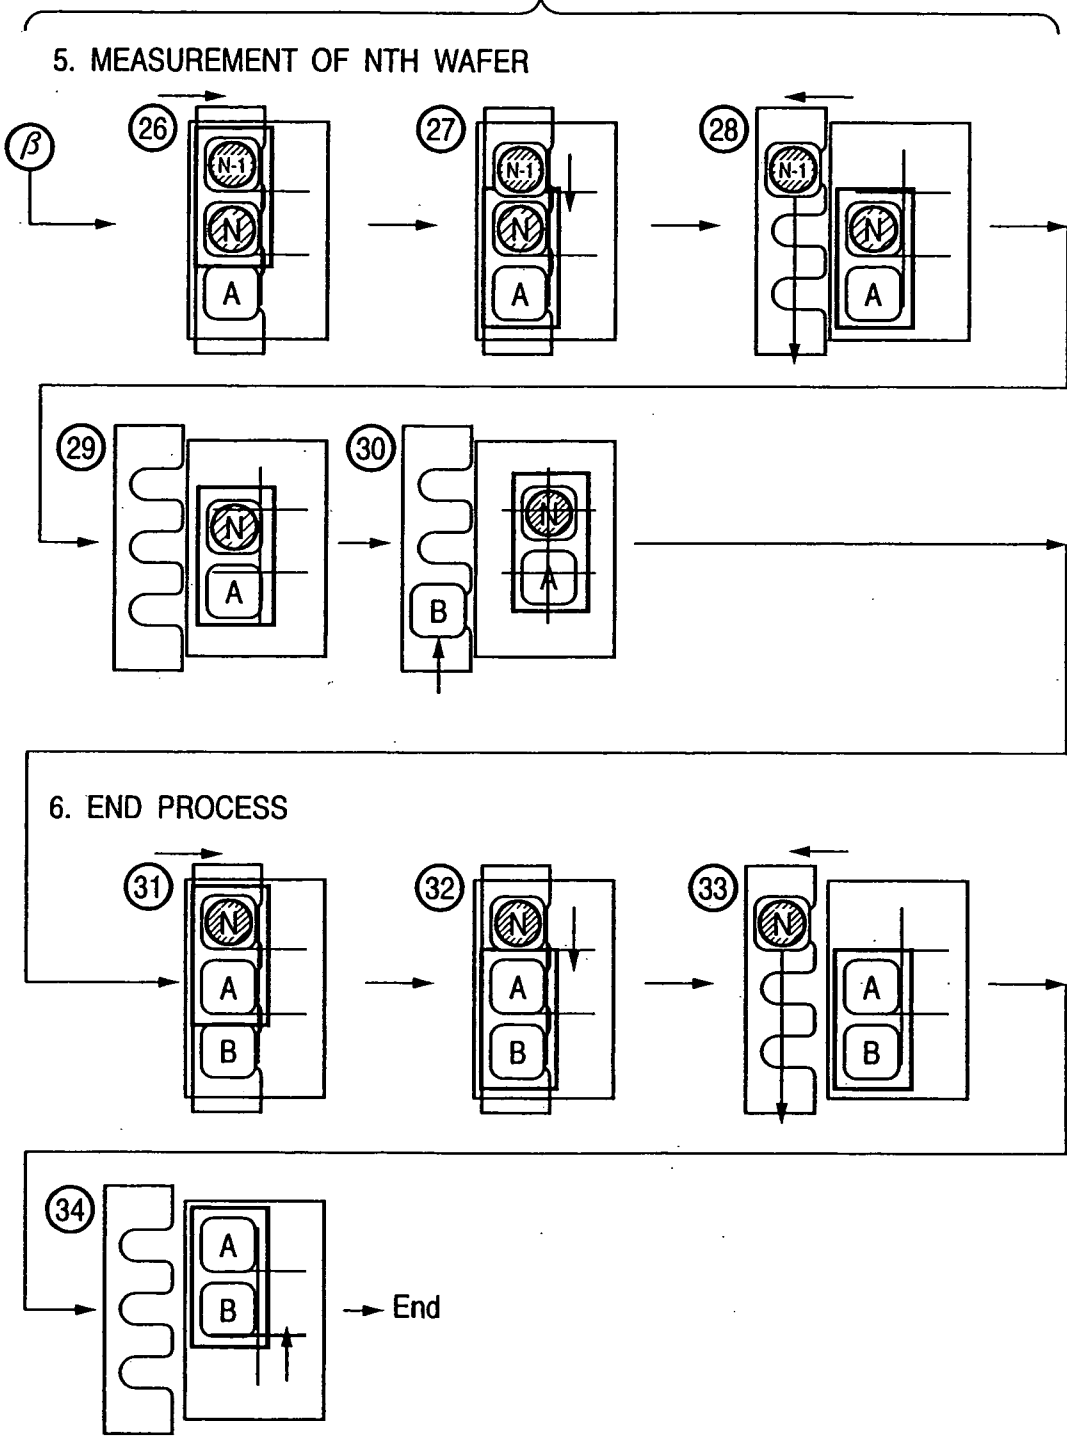 5. MEASUREMENT OF NTH WAFER
β
26
N-1
N
A
27
N-1
N
A
28
N-1
N
A
29
N
A
30
N
A
B
6. END PROCESS
31
N
A
B
32
N
A
B
33
N
A
B
34
A
B
End